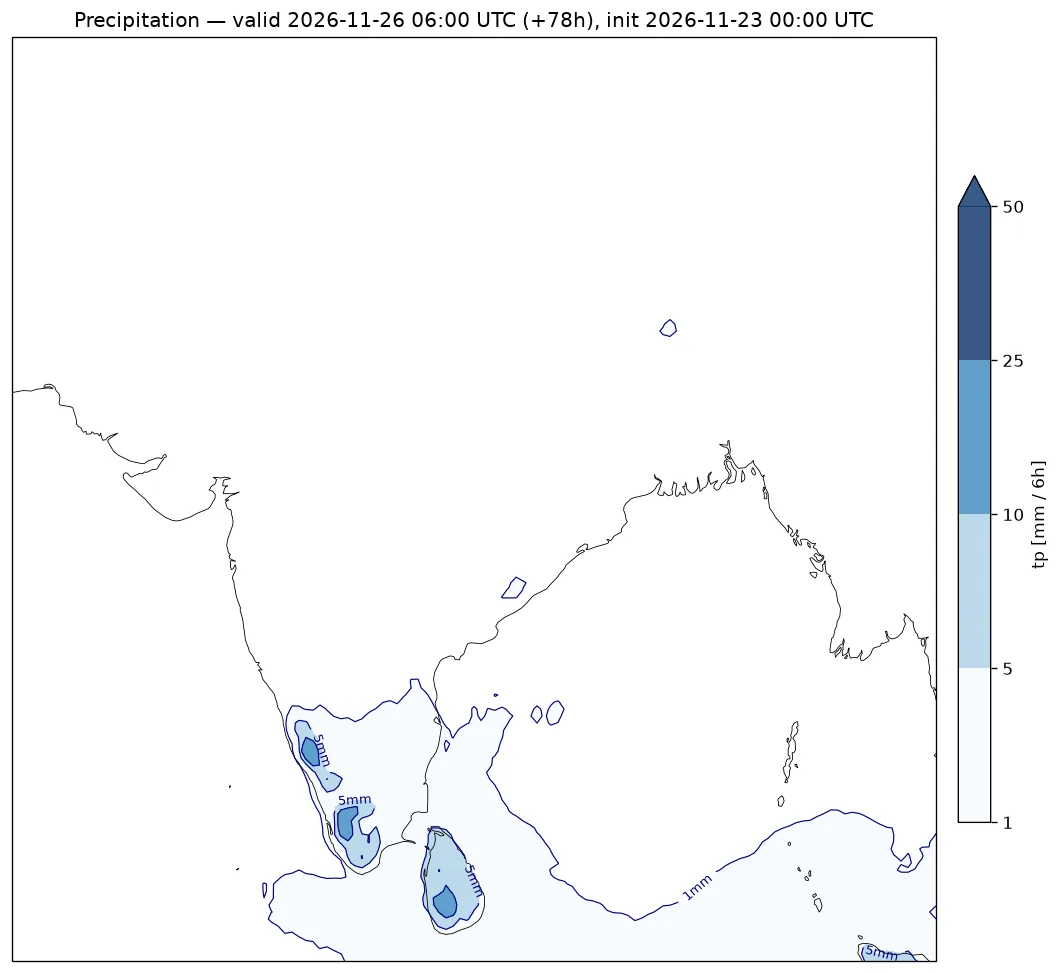 Precipitation — valid 2026-11-26 06:00 UTC (+78h), init 2026-11-23 00:00 UTC
50
25
10
5
1
tp [mm / 6h]
5mm
5mm
5mm
1mm
5mm